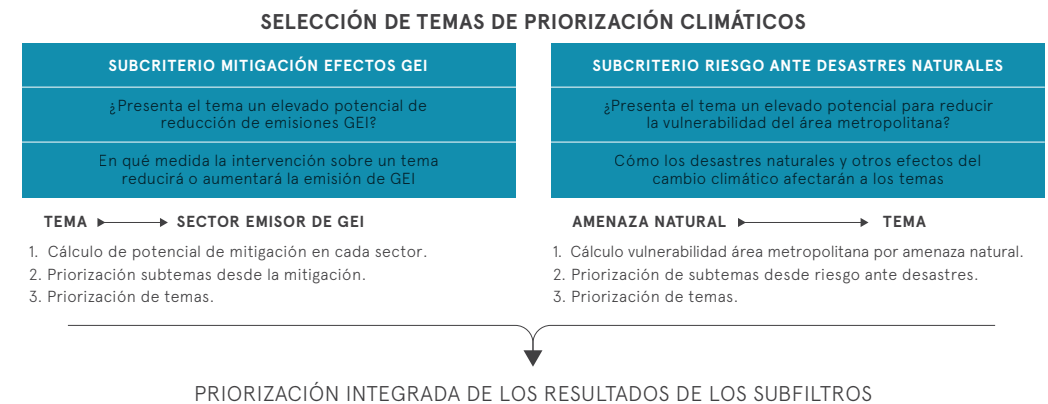 SELECCIÓN DE TEMAS DE PRIORIZACIÓN CLIMÁTICOS
SUBCRITERIO MITIGACIÓN EFECTOS GEI
¿Presenta el tema un elevado potencial de
reducción de emisiones GEI?
En qué medida la intervención sobre un tema
reducirá o aumentará la emisión de GEI
TEMA SECTOR EMISOR DE GEI
1. Cálculo de potencial de mitigación en cada sector.
2. Priorización subtemas desde la mitigación.
3. Priorización de temas.
SUBCRITERIO RIESGO ANTE DESASTRES NATURALES
¿Presenta el tema un elevado potencial para reducir
la vulnerabilidad del área metropolitana?
Cómo los desastres naturales y otros efectos del
cambio climático afectarán a los temas
AMENAZA NATURAL TEMA
1. Cálculo vulnerabilidad área metropolitana por amenaza natural.
2. Priorización de subtemas desde riesgo ante desastres.
3. Priorización de temas.
PRIORIZACIÓN INTEGRADA DE LOS RESULTADOS DE LOS SUBFILTROS